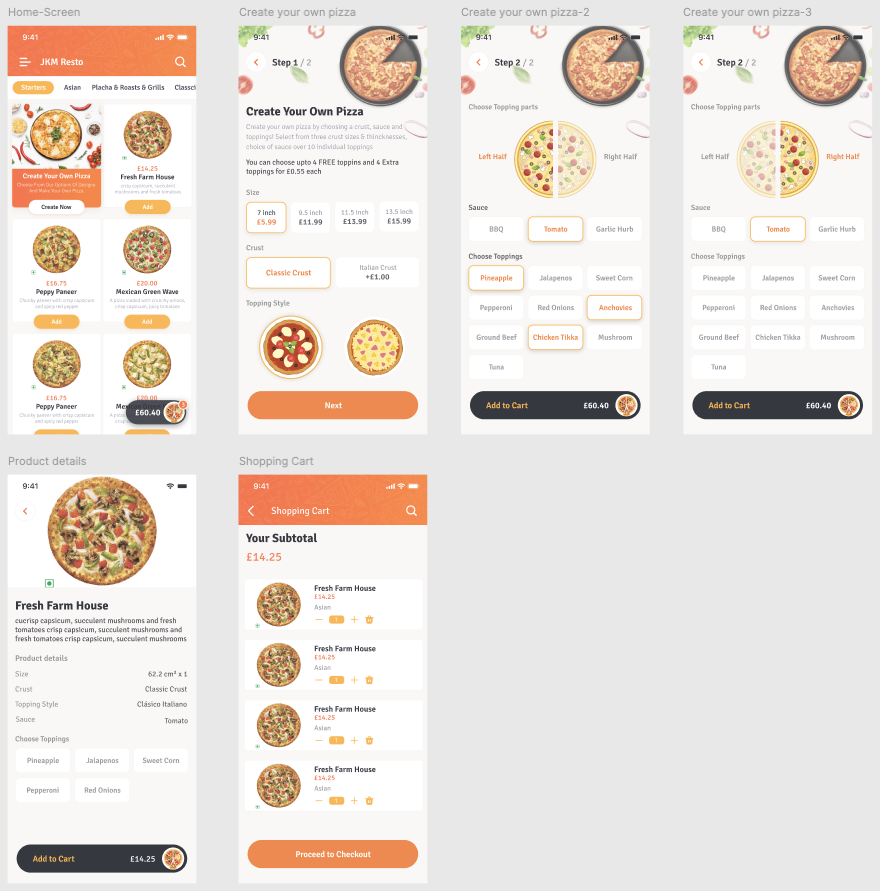 Home-Screen
9:41
JKM Resto
Starters Asian Placha & Roasts & Grills Classi
Create Your Own Pizza
Choose From Our Options Of Designs
And Make Your Own Pizza.
Create Now
£14.25
Fresh Farm House
crisp capsicum, succulent
mushrooms and fresh tomatoes
Add
£16.75
Peppy Paneer
Chunky paneer with crisp capsicum
and spicy red pepper
Add
£20.00
Mexican Green Wave
A pizza loaded with crunchy onions,
crisp capsicum, juicy tomatoes
Add
£16.75
Peppy Paneer
Chunky paneer with crisp capsicum
and spicy red pepper
£20.00
£60.40
3
Create your own pizza
9:41
Step 1 / 2
Create Your Own Pizza
Create your own pizza by choosing a crust, sauce and
toppings! Select from three crust sizes & thincknesses,
choice of sauce over 10 individual toppings
You can choose upto 4 FREE toppins and 4 Extra
toppings for £0.55 each
Size
7 inch 9.5 inch 11.5 inch 13.5 inch
£5.99 £11.99 £13.99 £15.99
Crust
Classic Crust
Italian Crust
+£1.00
Topping Style
Next
Create your own pizza-2
9:41
Step 2 / 2
Choose Topping parts
Left Half
Right Half
Sauce
BBQ Tomato Garlic Hurb
Choose Toppings
Pineapple Jalapenos Sweet Corn
Pepperoni Red Onions Anchovies
Ground Beef Chicken Tikka Mushroom
Tuna
Add to Cart £60.40
Create your own pizza-3
9:41
Step 2 / 2
Choose Topping parts
Left Half
Right Half
Sauce
BBQ Tomato Garlic Hurb
Choose Toppings
Pineapple Jalapenos Sweet Corn
Pepperoni Red Onions Anchovies
Ground Beef Chicken Tikka Mushroom
Tuna
Add to Cart £60.40
Product details
9:41
Fresh Farm House
cucrisp capsicum, succulent mushrooms and fresh
tomatoes crisp capsicum, succulent mushrooms and
fresh tomatoes crisp capsicum, succulent mushrooms
Product details
Size 62.2 cm² x 1
Crust Classic Crust
Topping Style Clásico Italiano
Sauce Tomato
Choose Toppings
Pineapple Jalapenos Sweet Corn
Pepperoni Red Onions
Add to Cart £14.25
Shopping Cart
9:41
Shopping Cart
Your Subtotal
£14.25
Fresh Farm House
£14.25
Asian
1
Fresh Farm House
£14.25
Asian
1
Fresh Farm House
£14.25
Asian
1
Fresh Farm House
£14.25
Asian
1
Proceed to Checkout